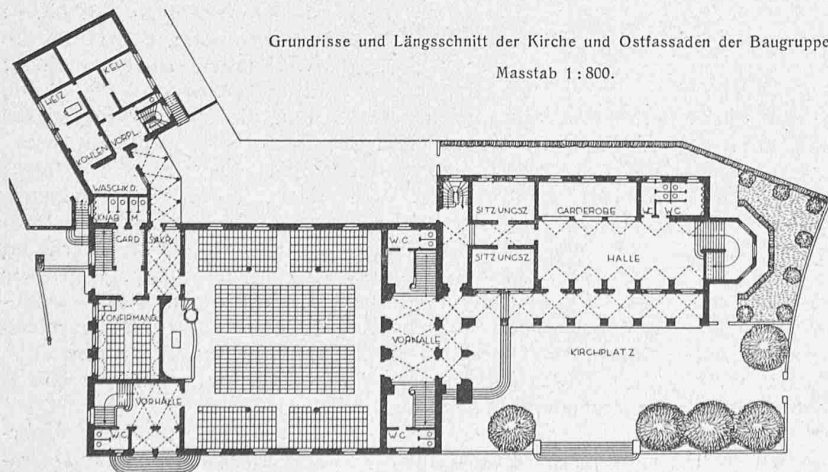 Grundrisse und Längsschnitt der Kirche und Ostfassaden der Baugruppe
Masstab 1 : 800.
KELL.
HEIZ.
VORPL.
KOHLEN
WASCHK.
KNAB. M.
GARD. SAKR.
KONFIRMAND.
VORHALLE
W.C.
W.C.
VORHALLE
W.C.
SITZUNGSZ.
SITZUNGSZ.
GARDEROBE
W.C.
HALLE
KIRCHPLATZ